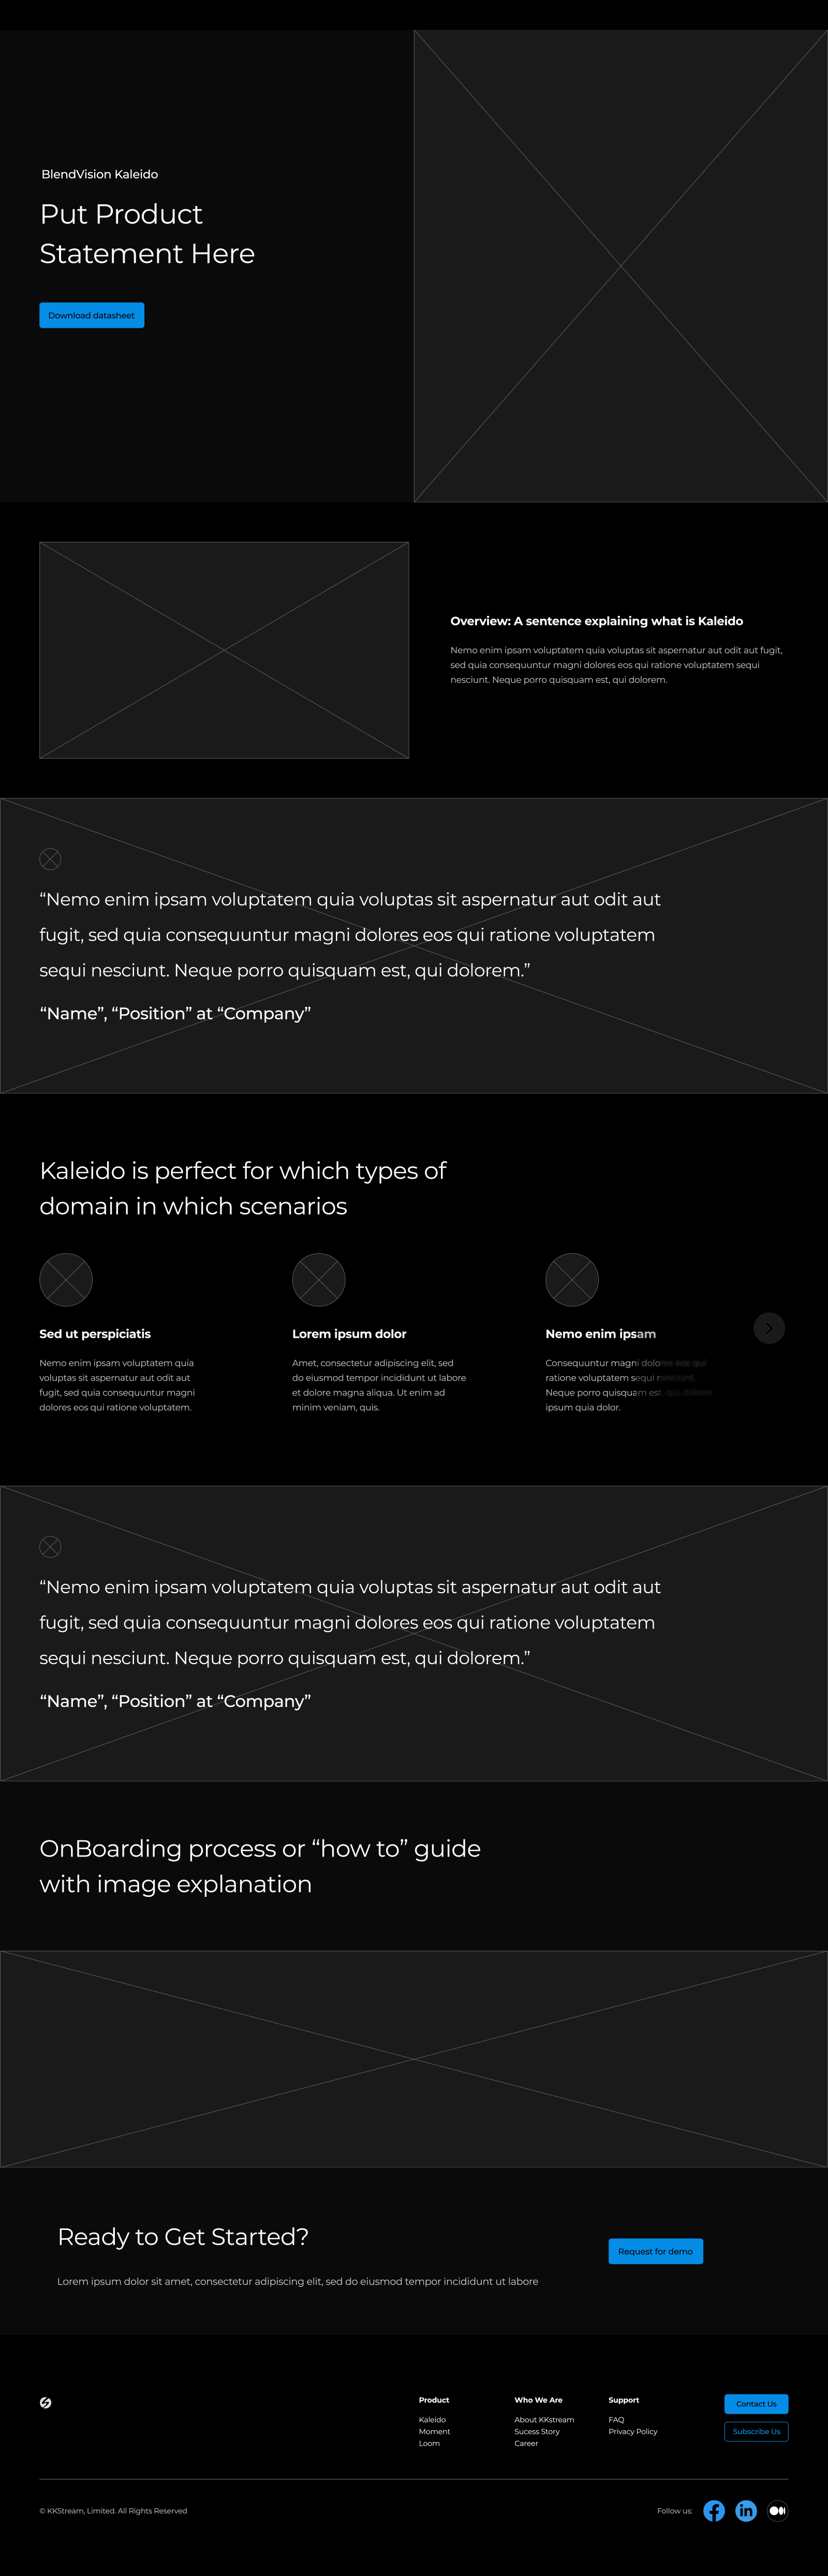 BlendVision Kaleido
Put Product
Statement Here
Download datasheet
Overview: A sentence explaining what is Kaleido
Nemo enim ipsam voluptatem quia voluptas sit aspernatur aut odit aut fugit,
sed quia consequuntur magni dolores eos qui ratione voluptatem sequi
nesciunt. Neque porro quisquam est, qui dolorem.
“Nemo enim ipsam voluptatem quia voluptas sit aspernatur aut odit aut
fugit, sed quia consequuntur magni dolores eos qui ratione voluptatem
sequi nesciunt. Neque porro quisquam est, qui dolorem.”
“Name”, “Position” at “Company”
Kaleido is perfect for which types of
domain in which scenarios
Sed ut perspiciatis
Nemo enim ipsam voluptatem quia
voluptas sit aspernatur aut odit aut
fugit, sed quia consequuntur magni
dolores eos qui ratione voluptatem.
Lorem ipsum dolor
Amet, consectetur adipiscing elit, sed
do eiusmod tempor incididunt ut labore
et dolore magna aliqua. Ut enim ad
minim veniam, quis.
Nemo enim ipsam
Consequuntur magni dolores eos qui
ratione voluptatem sequi nesciunt.
Neque porro quisquam est, qui dolorem
ipsum quia dolor.
“Nemo enim ipsam voluptatem quia voluptas sit aspernatur aut odit aut
fugit, sed quia consequuntur magni dolores eos qui ratione voluptatem
sequi nesciunt. Neque porro quisquam est, qui dolorem.”
“Name”, “Position” at “Company”
OnBoarding process or “how to” guide
with image explanation
Ready to Get Started?
Lorem ipsum dolor sit amet, consectetur adipiscing elit, sed do eiusmod tempor incididunt ut labore
Request for demo
Product
Kaleido
Moment
Loom
Who We Are
About KKstream
Sucess Story
Career
Support
FAQ
Privacy Policy
Contact Us
Subscribe Us
© KKStream, Limited. All Rights Reserved
Follow us: